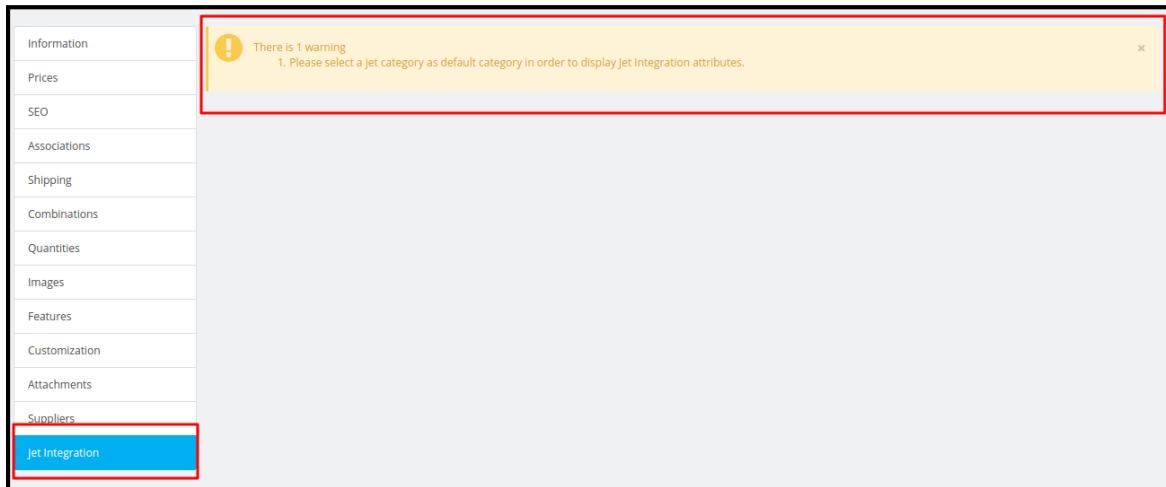 Information
Prices
SEO
Associations
Shipping
Combinations
Quantities
Images
Features
Customization
Attachments
Suppliers
Jet Integration
There is 1 warning
1. Please select a jet category as default category in order to display Jet Integration attributes.
×